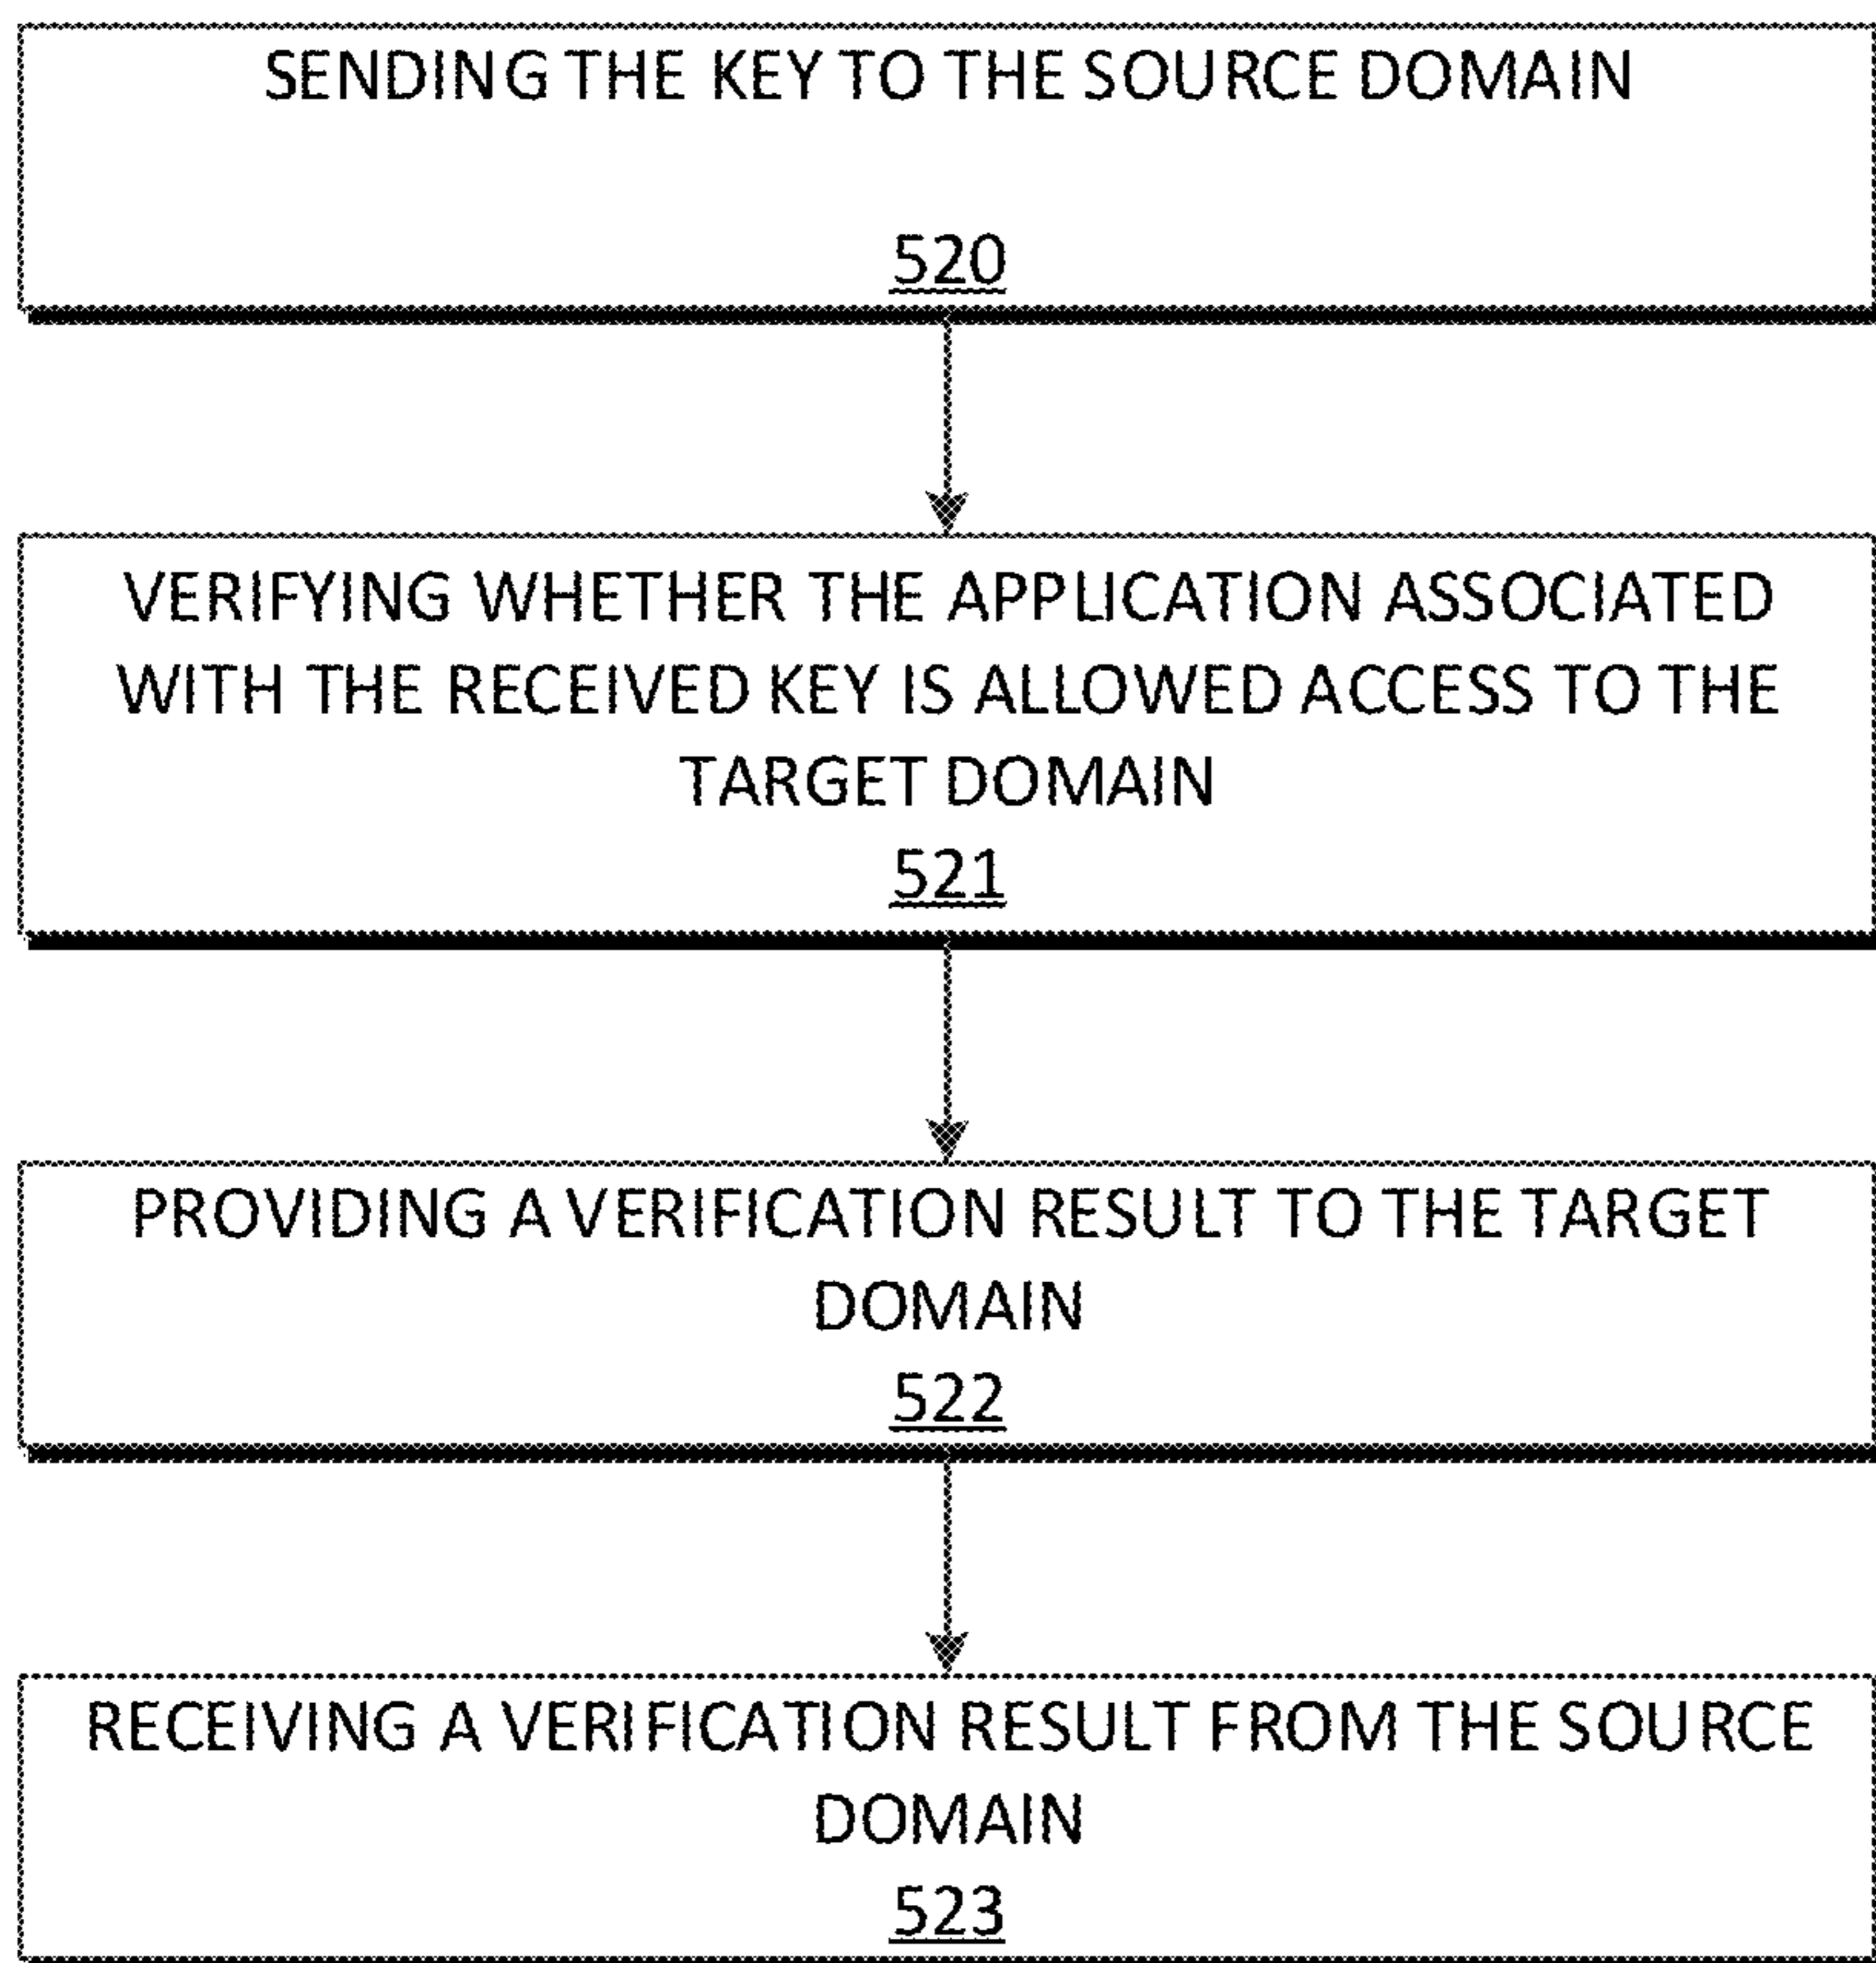 SENDING THE KEY TO THE SOURCE DOMAIN
520
VERIFYING WHETHER THE APPLICATION ASSOCIATED
WITH THE RECEIVED KEY IS ALLOWED ACCESS TO THE
TARGET DOMAIN
521
PROVIDING A VERIFICATION RESULT TO THE TARGET
DOMAIN
522
RECEIVING A VERIFICATION RESULT FROM THE SOURCE
DOMAIN
523